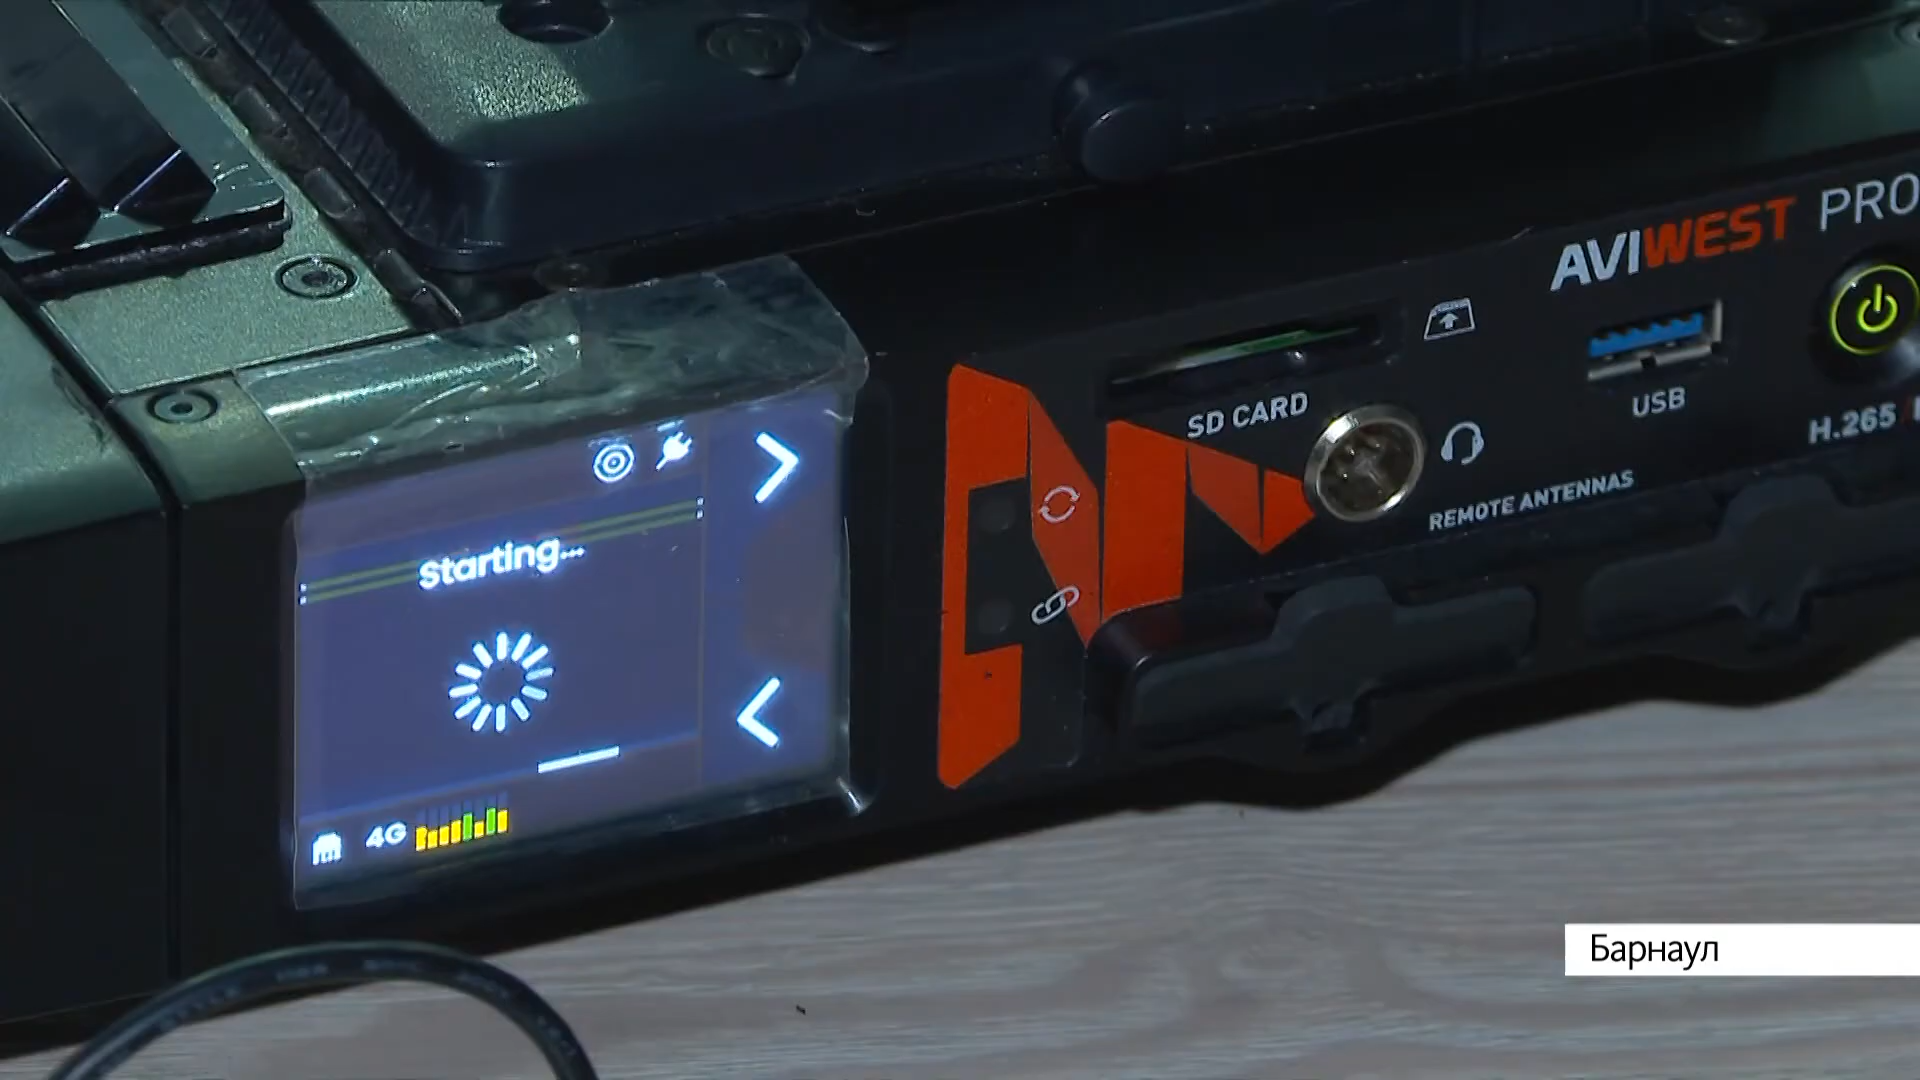 AVIWEST PRO
SD CARD
USB
H.265
REMOTE ANTENNAS
Starting...
4G
Барнаул